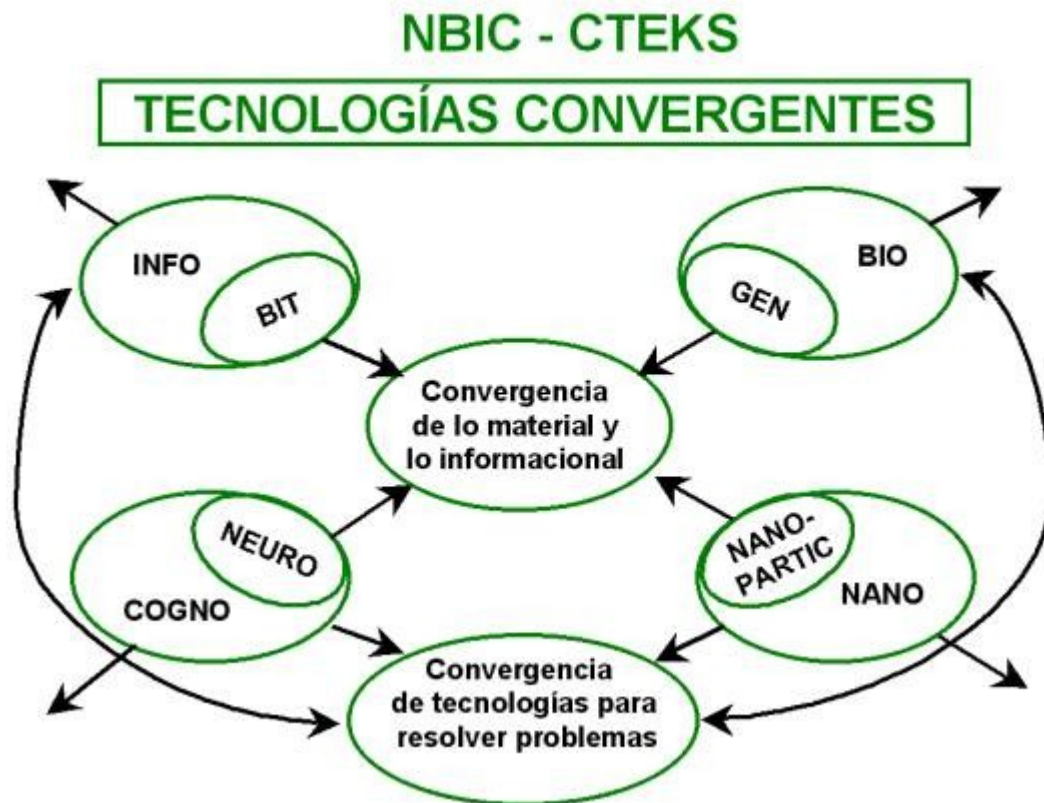 NBIC - CTEKS
TECNOLOGÍAS CONVERGENTES
INFO
BIT
BIO
GEN
Convergencia
de lo material y
lo informacional
NEURO
COGNO
NANO-
PARTIC
NANO
Convergencia
de tecnologías para
resolver problemas